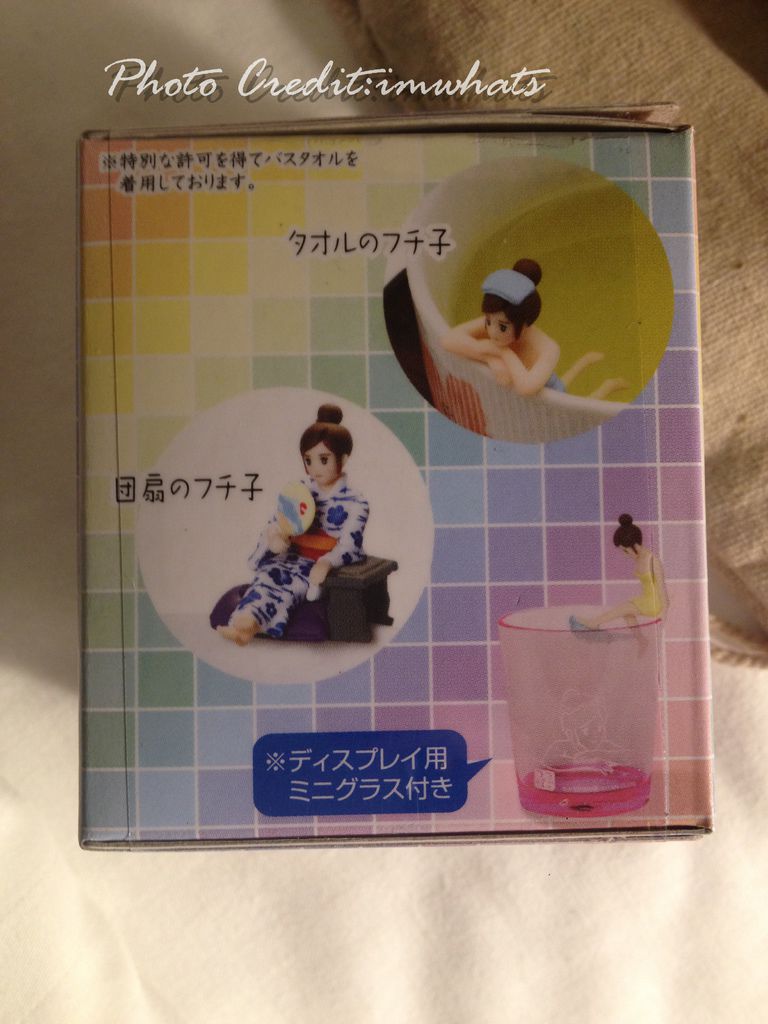 Photo Credit:imwhats
※特別な許可を得てバスタオルを
着用しております。
タオルのフチ子
団扇のフチ子
※ディスプレイ用
ミニグラス付き